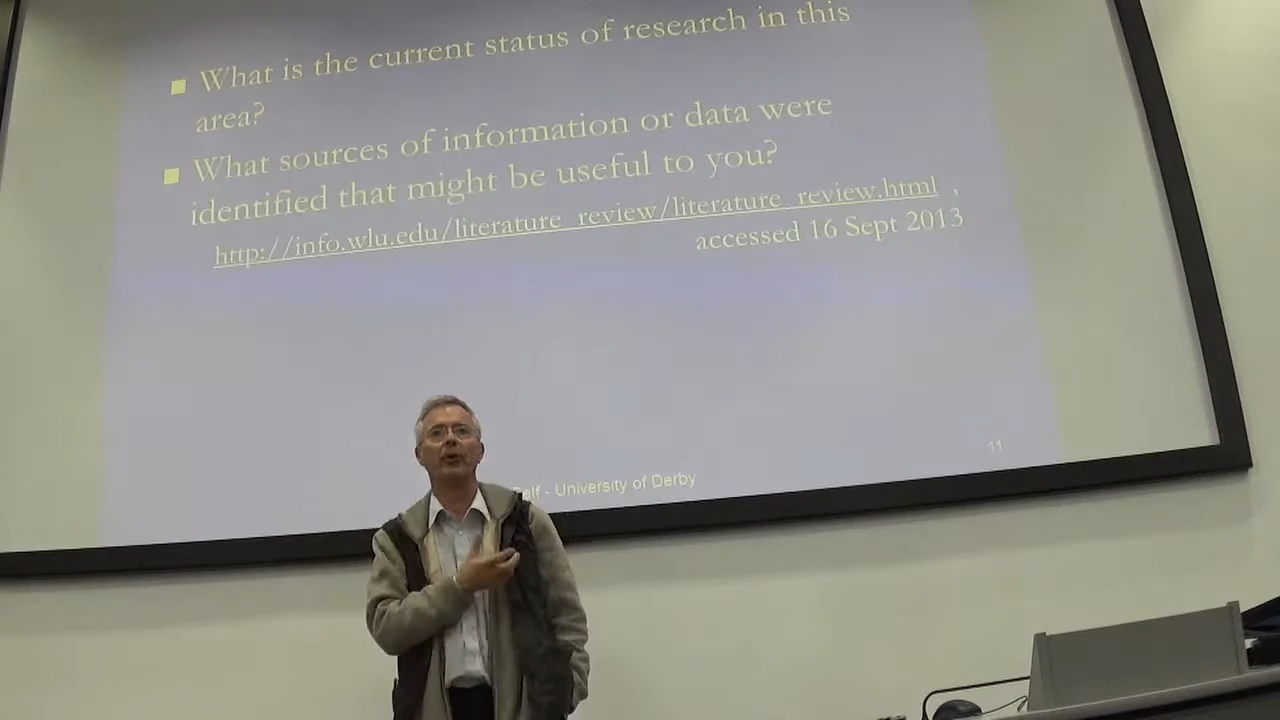 ■ What is the current status of research in this
area?
■ What sources of information or data were
identified that might be useful to you?
http://info.wlu.edu/literature_review/literature_review.html ,
accessed 16 Sept 2013
- University of Derby
11